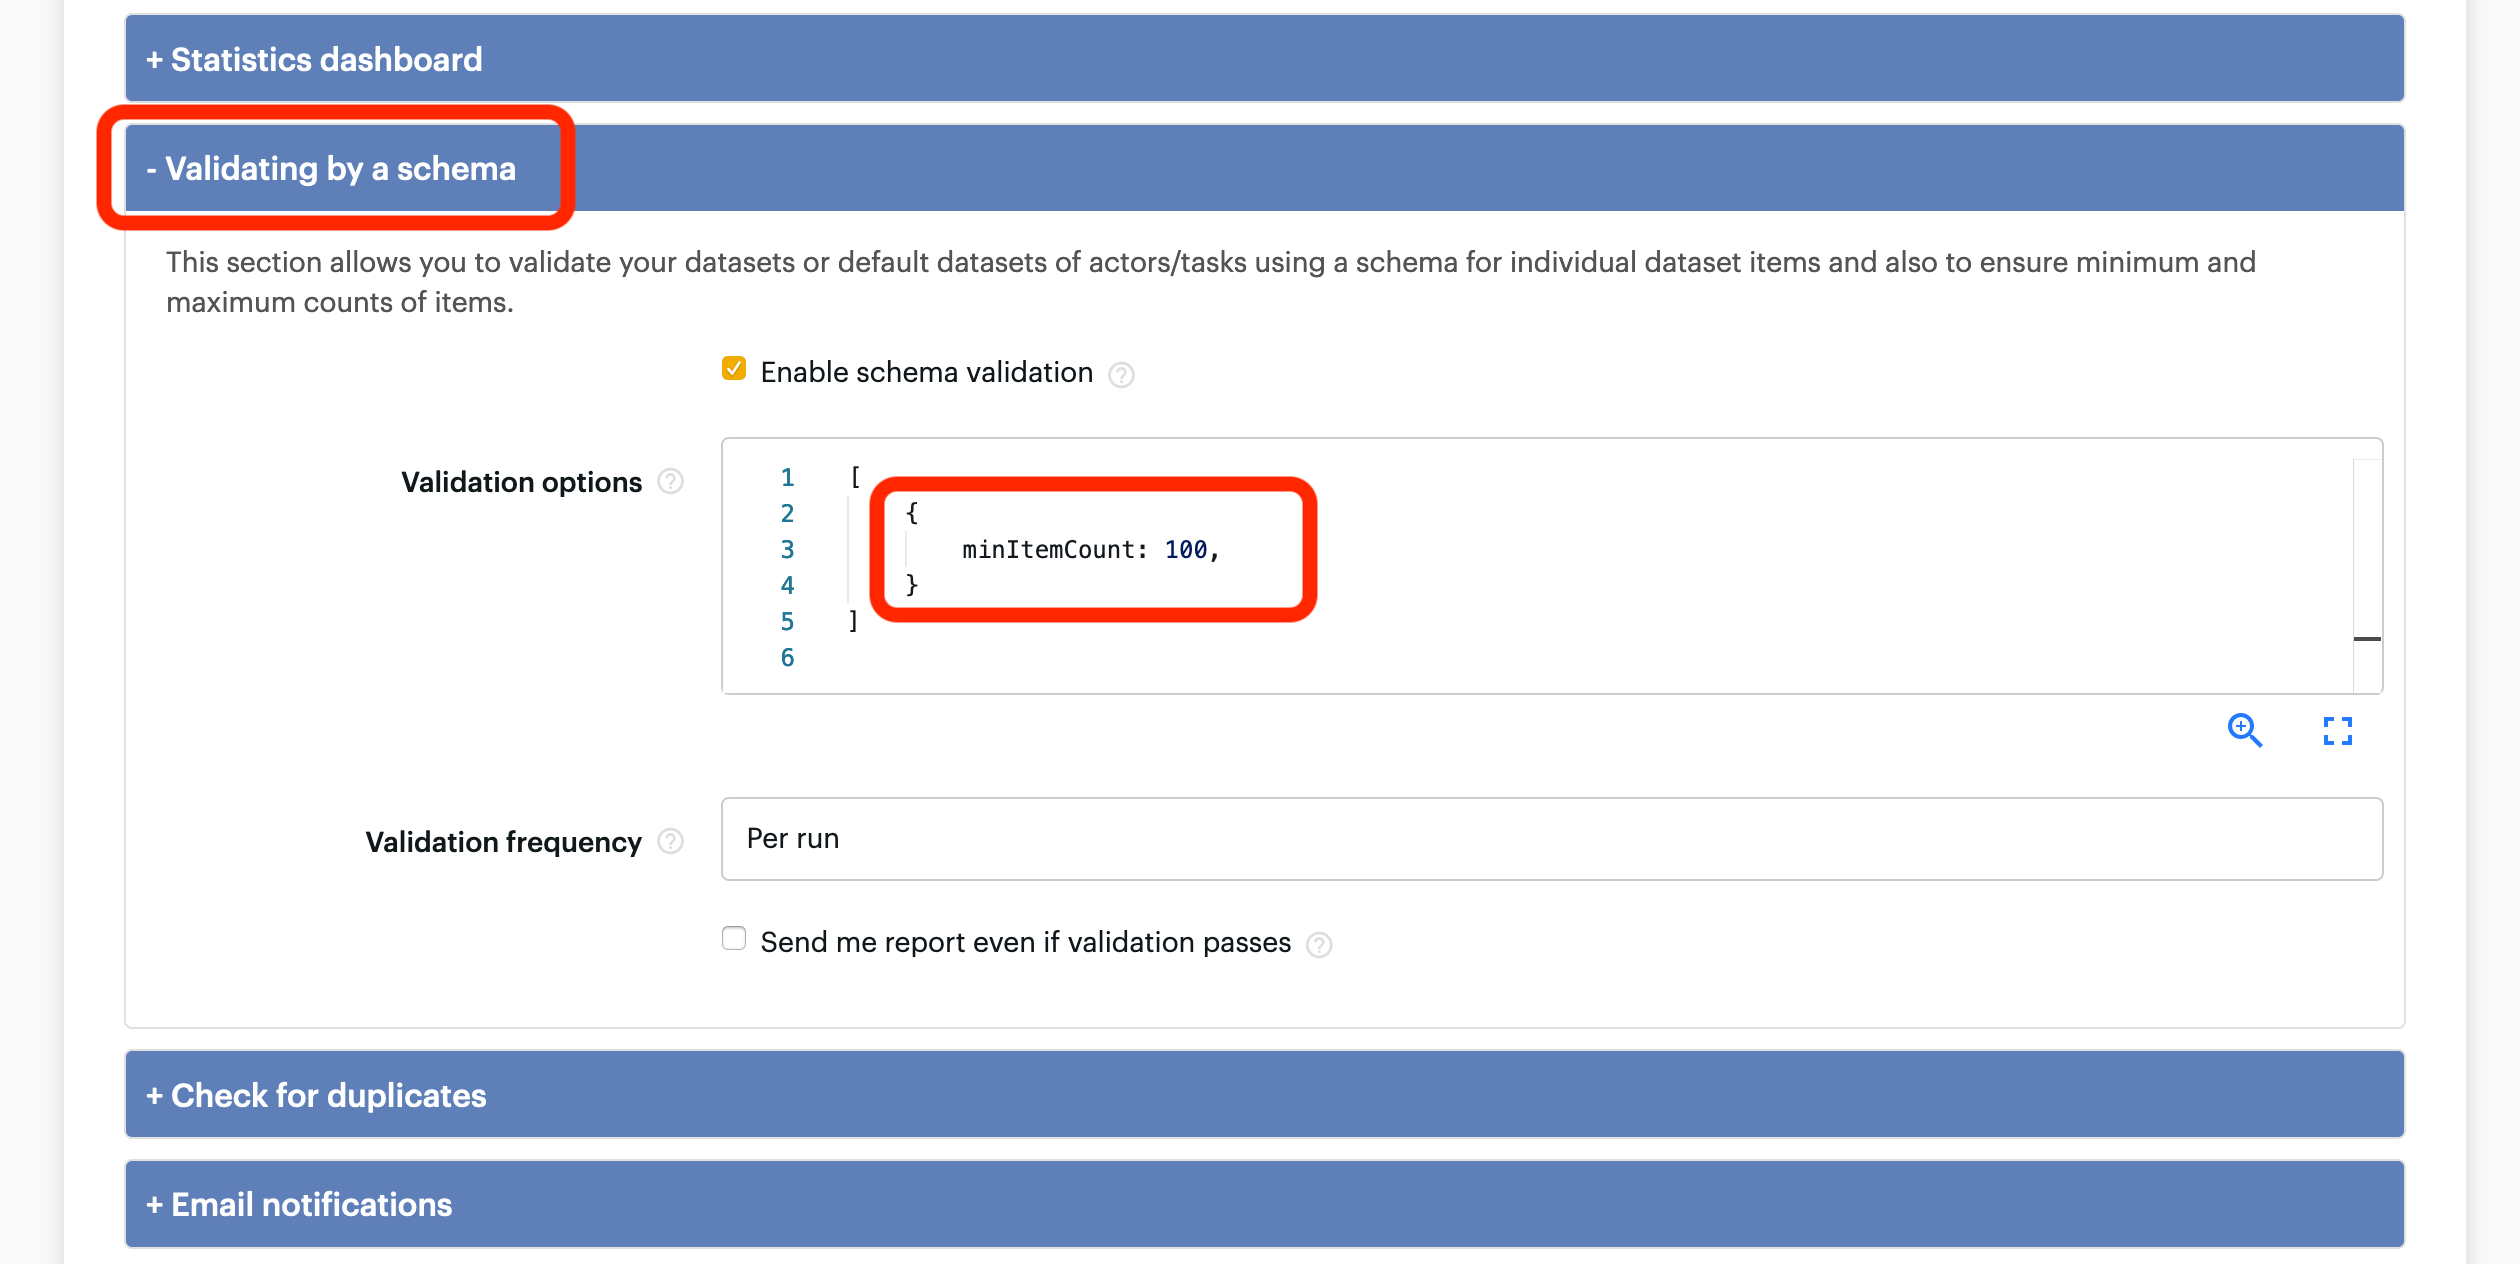 + Statistics dashboard
- Validating by a schema
This section allows you to validate your datasets or default datasets of actors/tasks using a schema for individual dataset items and also to ensure minimum and
maximum counts of items.
Enable schema validation ?
Validation options ?
1 [
2 {
3 minItemCount: 100,
4 }
5 ]
6
Validation frequency ?
Per run
Send me report even if validation passes ?
+ Check for duplicates
+ Email notifications